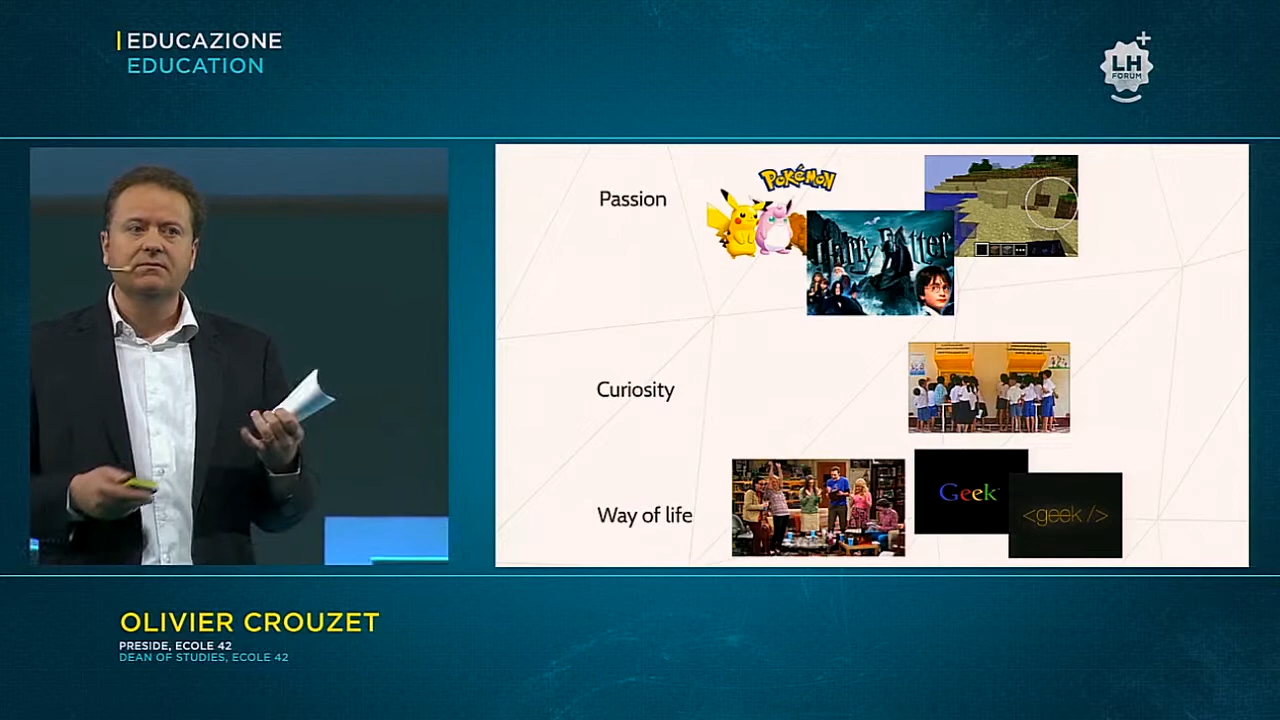 EDUCAZIONE
EDUCATION
LH
FORUM
Passion
POKéMON
Harry Potter
Curiosity
Way of life
Geek
<geek />
OLIVIER CROUZET
PRESIDE, ECOLE 42
DEAN OF STUDIES, ECOLE 42